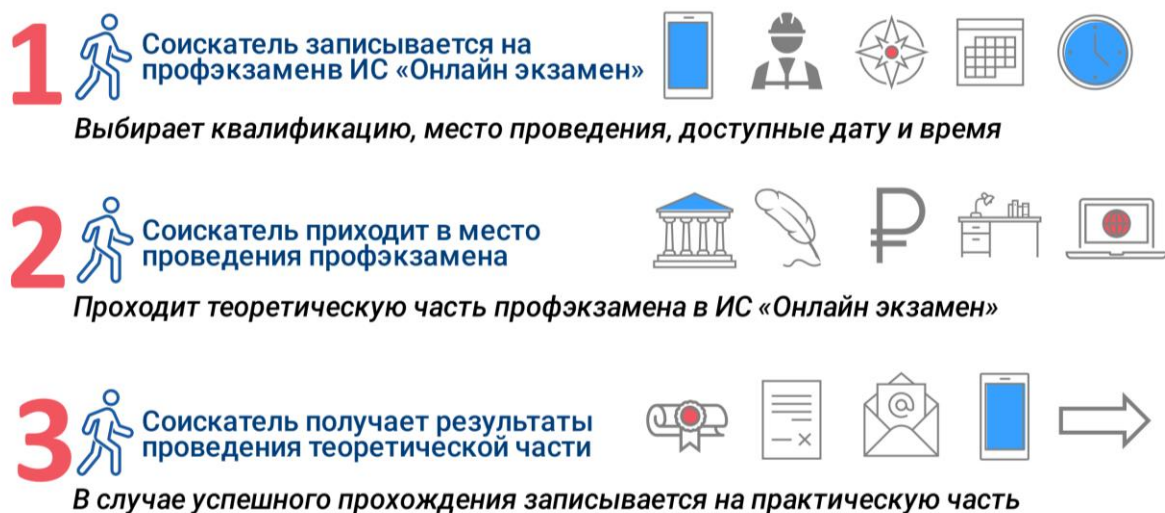 1
Соискатель записывается на
профэкзаменв ИС «Онлайн экзамен»
Выбирает квалификацию, место проведения, доступные дату и время
2
Соискатель приходит в место
проведения профэкзамена
Проходит теоретическую часть профэкзамена в ИС «Онлайн экзамен»
3
Соискатель получает результаты
проведения теоретической части
В случае успешного прохождения записывается на практическую часть